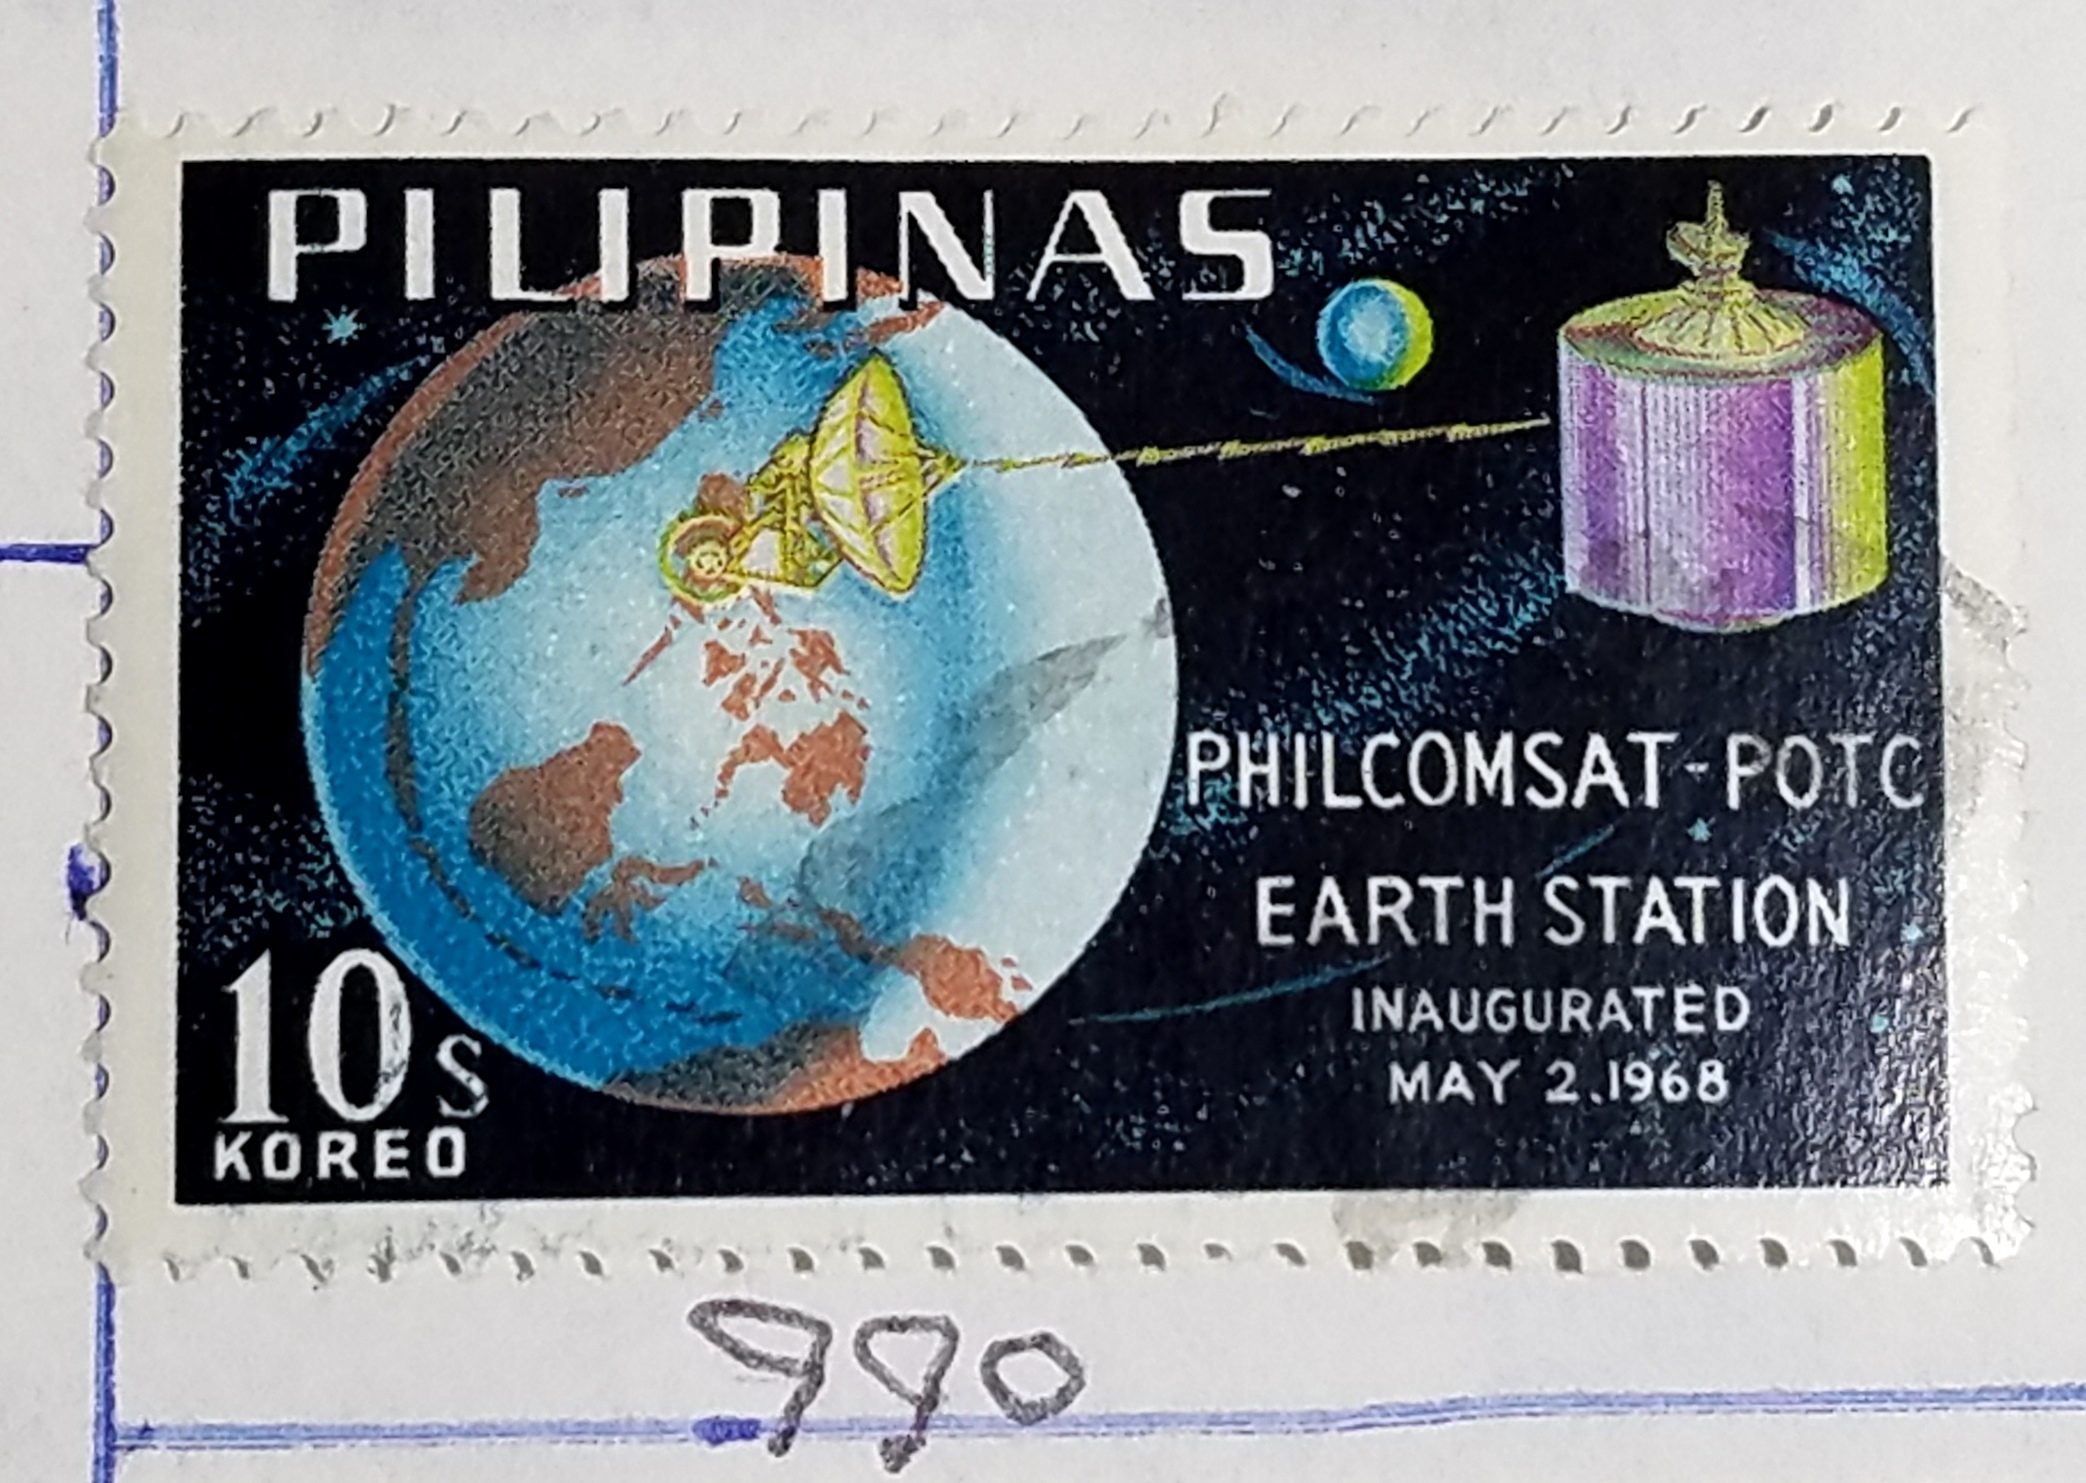 PILIPINAS
PHILCOMSAT-POTC
EARTH STATION
INAUGURATED
MAY 2.1968
10s
KOREO
990